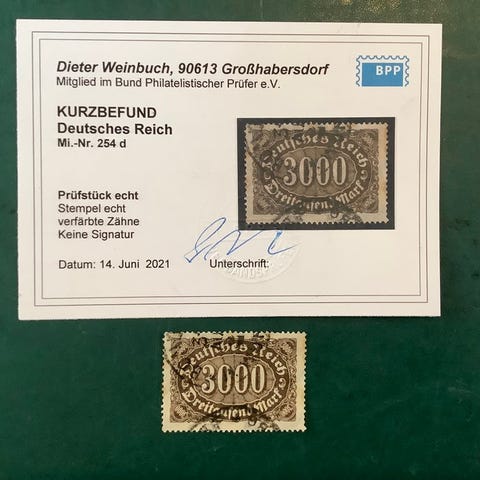 Dieter Weinbuch, 90613 Großhabersdorf
Mitglied im Bund Philatelistischer Prüfer e.V.
BPP
KURZBEFUND
Deutsches Reich
Mi.-Nr. 254 d
Deutsches Reich
3000
Dreitausend Mark
Prüfstück echt
Stempel echt
verfärbte Zähne
Keine Signatur
Datum: 14. Juni 2021
Unterschrift:
Deutsches Reich
3000
Dreitausend Mark